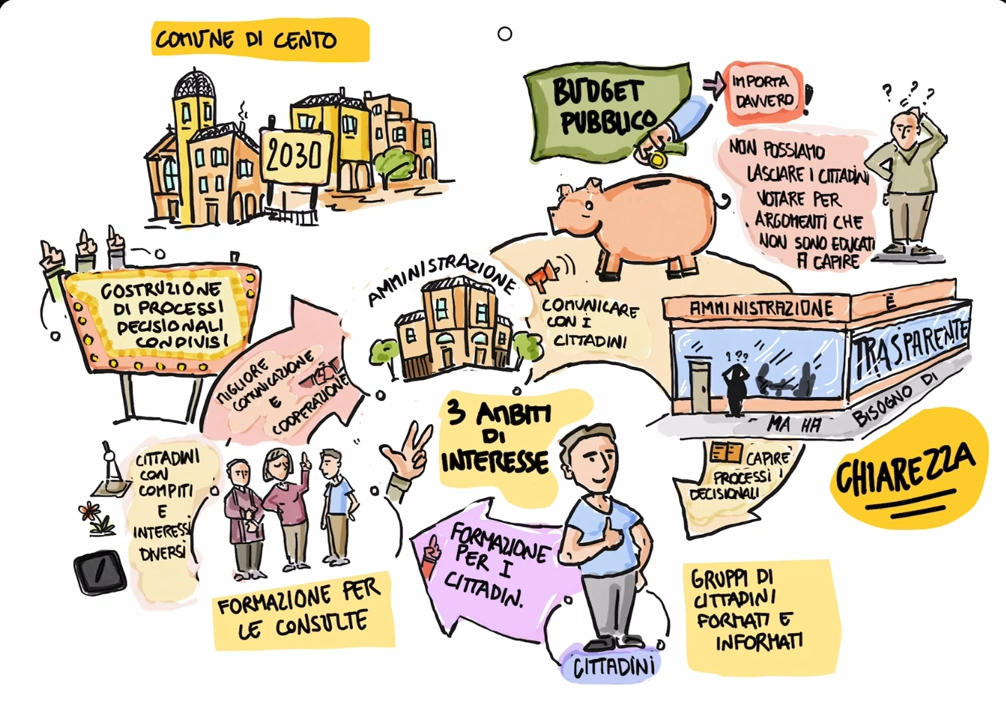 COMUNE DI CENTO
2030
BUDGET
PUBBLICO
IMPORTA
DAVVERO!
? ? ?
NON POSSIAMO
LASCIARE I CITTADINI
VOTARE PER
ARGOMENTI CHE
NON SONO EDUCATI
A CAPIRE
COSTRUZIONE
DI PROCESSI
DECISIONALI
CONDIVISI
AMMINISTRAZIONE
COMUNICARE
CON I
CITTADINI
AMMINISTRAZIONE È
TRASPARENTE
???
MA HA BISOGNO DI
CHIAREZZA
MIGLIORE
COMUNICAZIONE
E
COOPERAZIONE
3 AMBITI
DI
INTERESSE
CAPIRE
PROCESSI
DECISIONALI
CITTADINI
CON
COMPITI
E
INTERESSI
DIVERSI
FORMAZIONE PER
LE CONSULTE
FORMAZIONE
PER I
CITTADIN.
CITTADINI
GRUPPI DI
CITTADINI
FORMATI E
INFORMATI